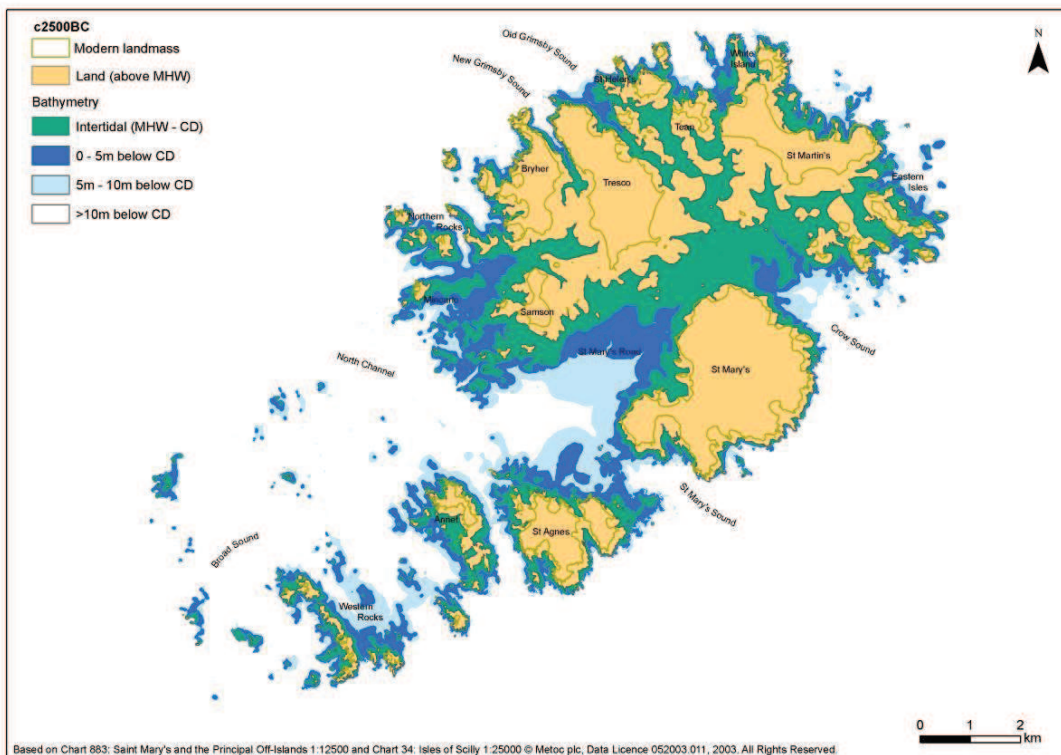 c2500BC
Modern landmass
Land (above MHW)
Bathymetry
Intertidal (MHW - CD)
0 - 5m below CD
5m - 10m below CD
>10m below CD
N
Old Grimsby Sound
New Grimsby Sound
St Helen's
White
Island
Tean
St Martin's
Eastern
Isles
Bryher
Tresco
Northern
Rocks
Mincarlo
Samson
St Mary's Road
Crow Sound
North Channel
St Mary's
St Mary's Sound
Annet
St Agnes
Broad Sound
Western
Rocks
0 1 2
km
Based on Chart 883: Saint Mary's and the Principal Off-Islands 1:12500 and Chart 34: Isles of Scilly 1:25000 © Metoc plc, Data Licence 052003.011, 2003. All Rights Reserved.